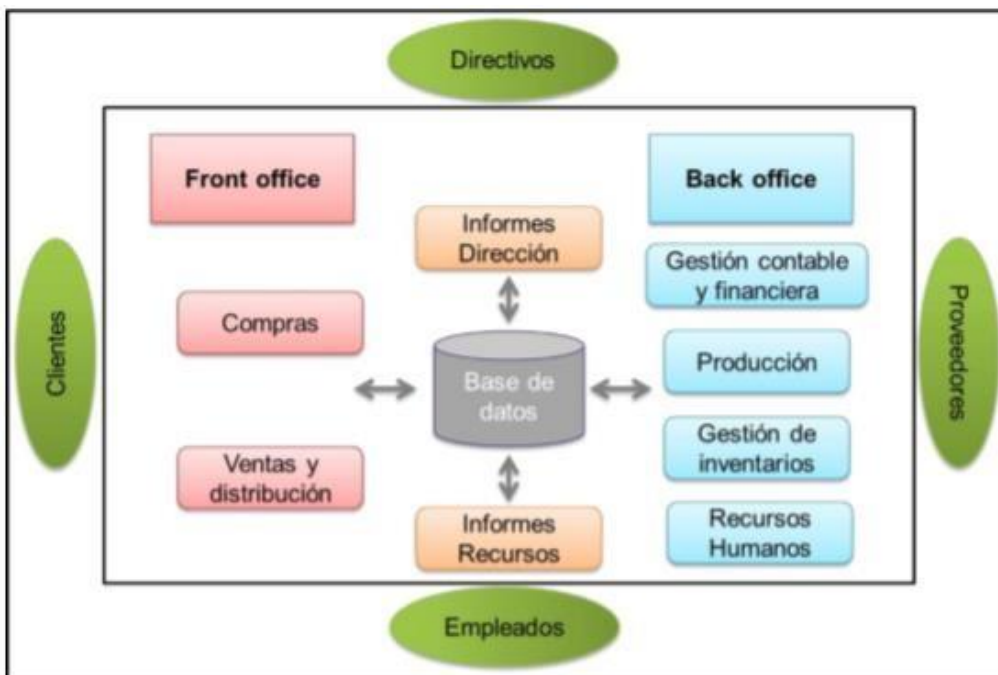 Directivos
Front office
Back office
Informes
Dirección
Gestión contable
y financiera
Clientes
Compras
Base de
datos
Producción
Proveedores
Ventas y
distribución
Gestión de
inventarios
Informes
Recursos
Recursos
Humanos
Empleados